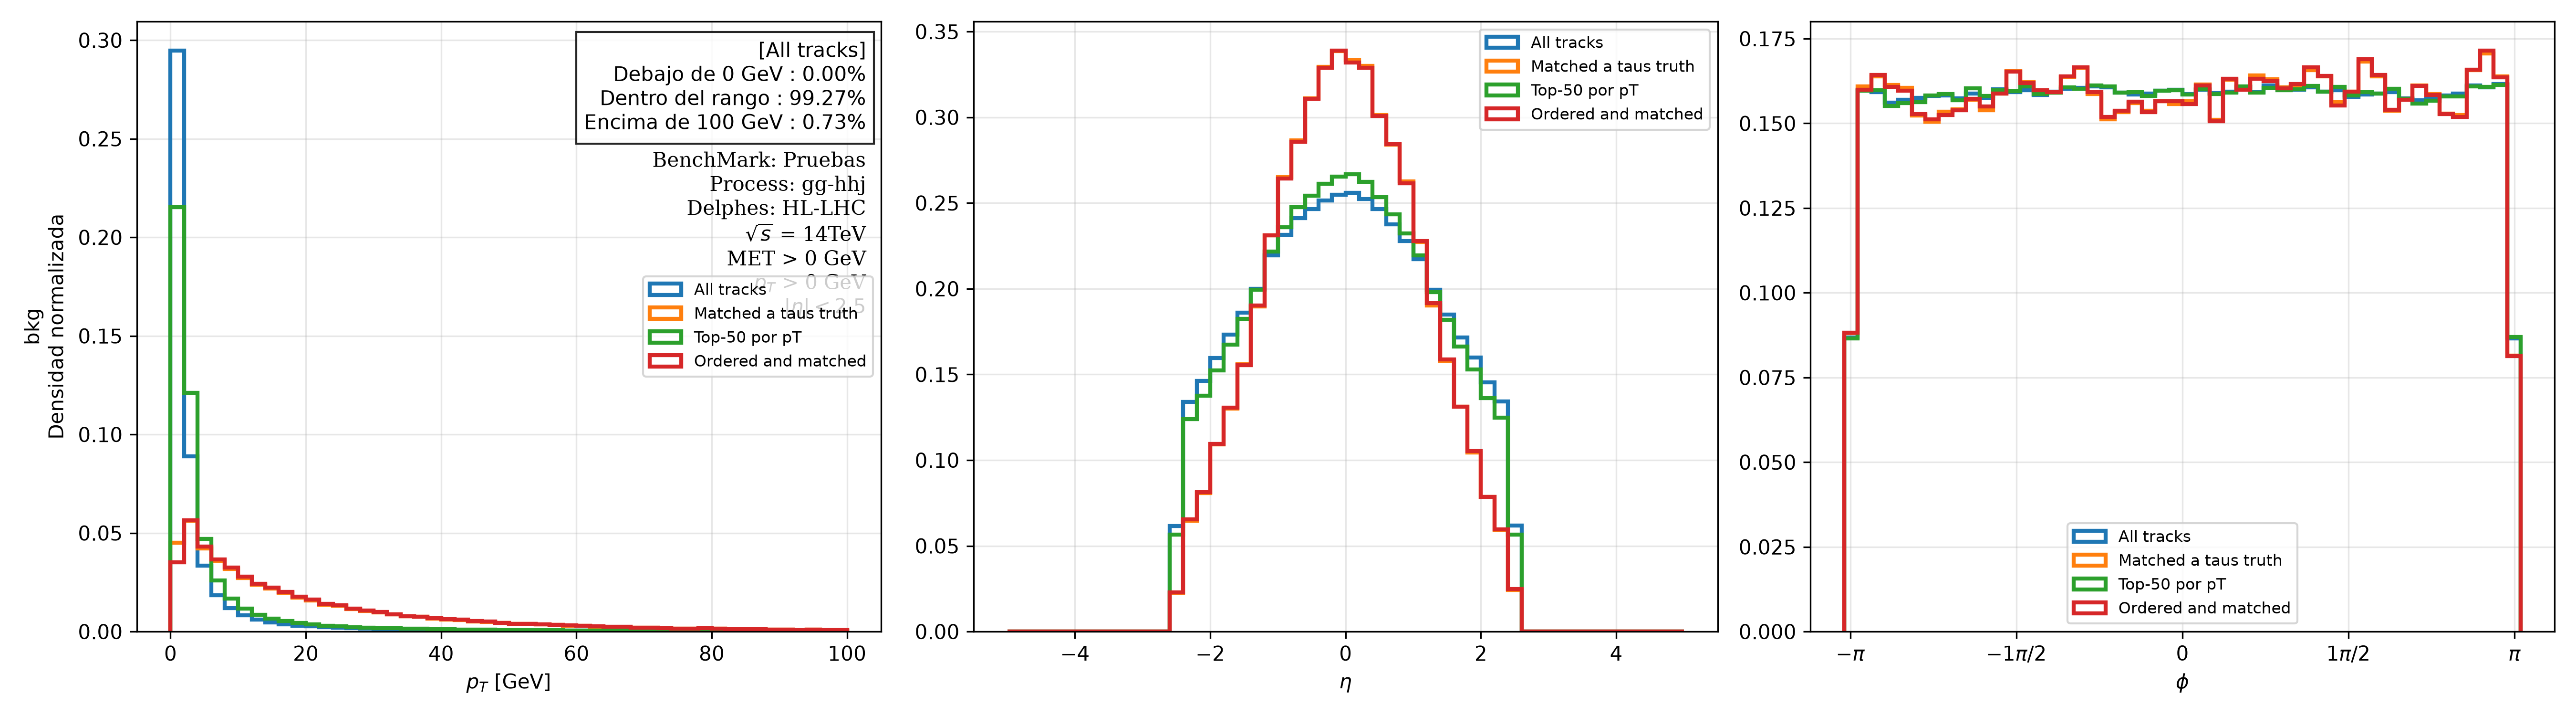 bkg
Densidad normalizada
0.30
0.25
0.20
0.15
0.10
0.05
0.00
[All tracks]
Debajo de 0 GeV : 0.00%
Dentro del rango : 99.27%
Encima de 100 GeV : 0.73%
BenchMark: Pruebas
Process: gg-hhj
Delphes: HL-LHC
√s = 14TeV
MET > 0 GeV
p_T > 0 GeV
|η| < 2.5
All tracks
Matched a taus truth
Top-50 por pT
Ordered and matched
0 20 40 60 80 100
p_T [GeV]
0.35
0.30
0.25
0.20
0.15
0.10
0.05
0.00
All tracks
Matched a taus truth
Top-50 por pT
Ordered and matched
−4 −2 0 2 4
η
0.175
0.150
0.125
0.100
0.075
0.050
0.025
0.000
All tracks
Matched a taus truth
Top-50 por pT
Ordered and matched
−π −1π/2 0 1π/2 π
ϕ